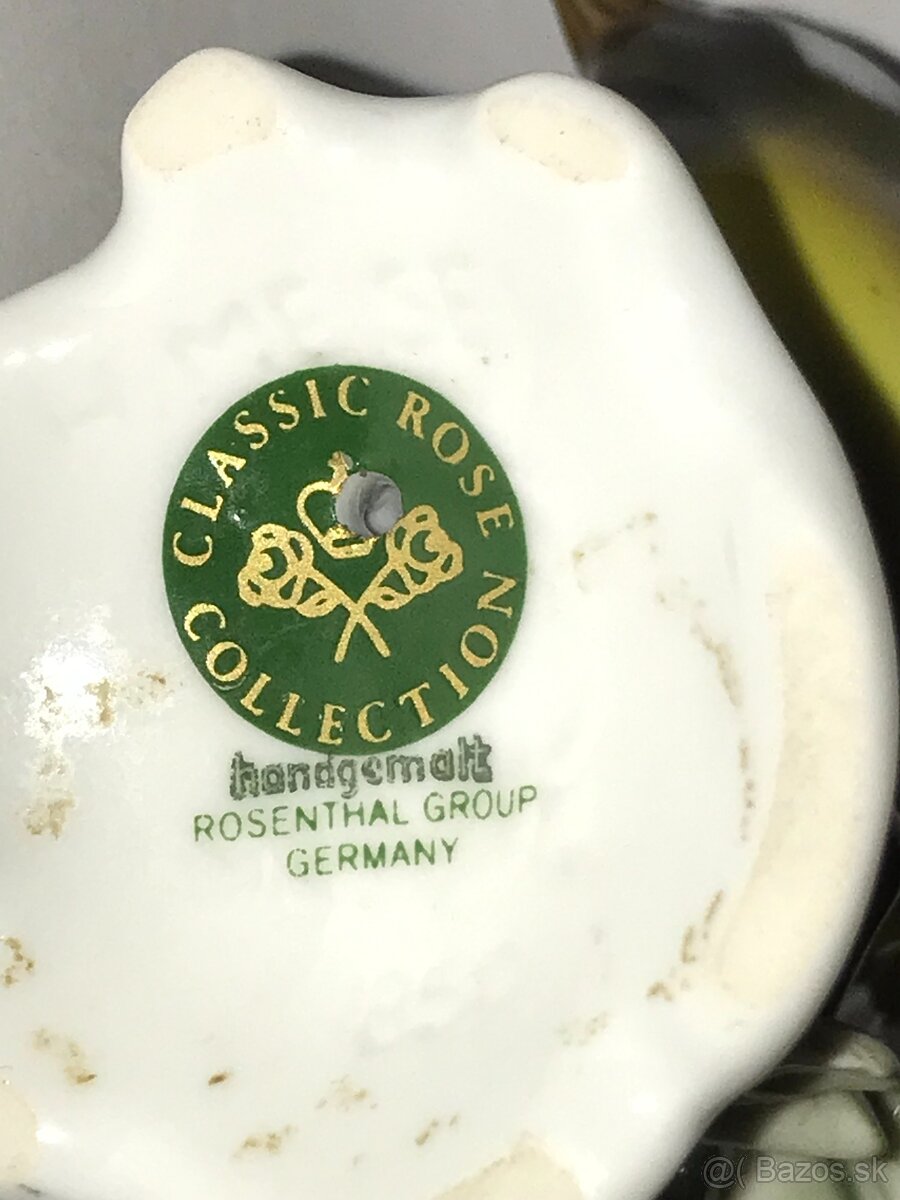 CLASSIC ROSE
COLLECTION
handgemalt
ROSENTHAL GROUP
GERMANY
@( Bazos.sk